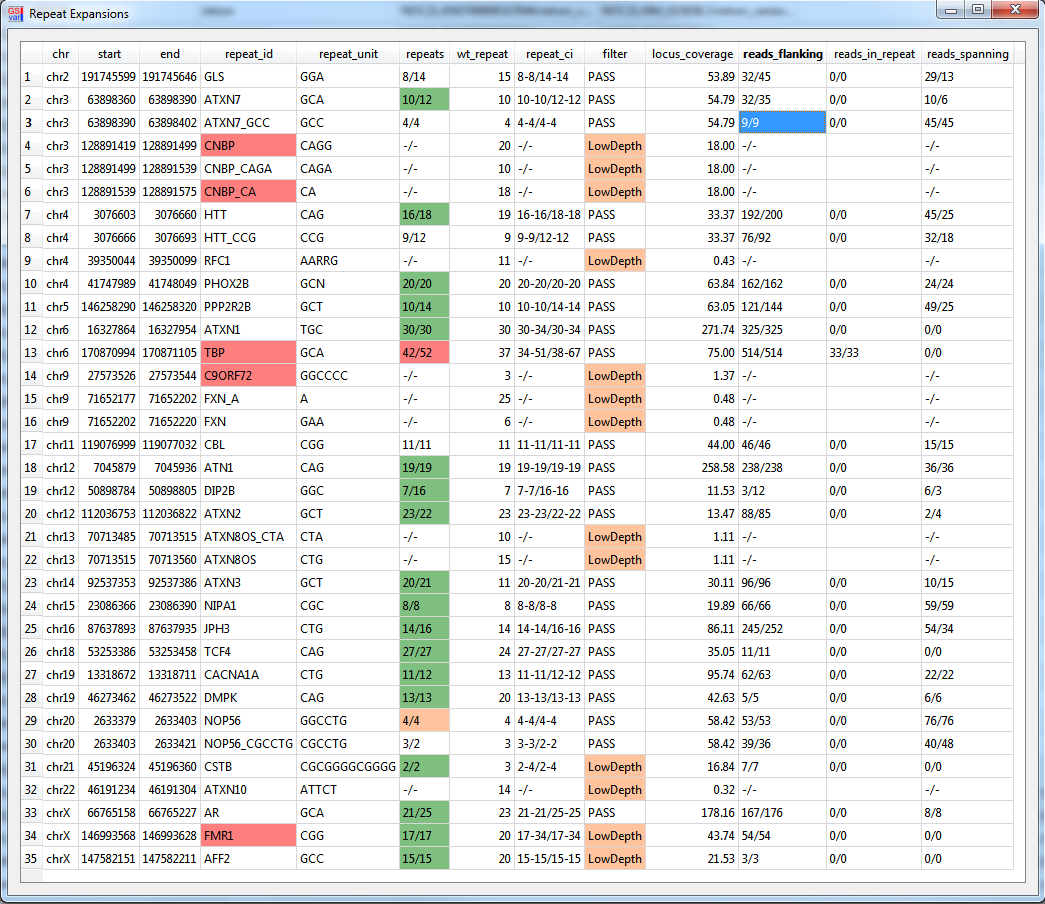 GS var Repeat Expansions
chr start end repeat_id repeat_unit repeats wt_repeat repeat_ci filter locus_coverage reads_flanking reads_in_repeat reads_spanning
1 chr2 191745599 191745646 GLS GGA 8/14 15 8-8/14-14 PASS 53.89 32/45 0/0 29/13
2 chr3 63898360 63898390 ATXN7 GCA 10/12 10 10-10/12-12 PASS 54.79 32/35 0/0 10/6
3 chr3 63898390 63898402 ATXN7_GCC GCC 4/4 4 4-4/4-4 PASS 54.79 9/9 0/0 45/45
4 chr3 128891419 128891499 CNBP CAGG -/- 20 -/- LowDepth 18.00 -/- -/-
5 chr3 128891499 128891539 CNBP_CAGA CAGA -/- 10 -/- LowDepth 18.00 -/- -/-
6 chr3 128891539 128891575 CNBP_CA CA -/- 18 -/- LowDepth 18.00 -/- -/-
7 chr4 3076603 3076660 HTT CAG 16/18 19 16-16/18-18 PASS 33.37 192/200 0/0 45/25
8 chr4 3076666 3076693 HTT_CCG CCG 9/12 9 9-9/12-12 PASS 33.37 76/92 0/0 32/18
9 chr4 39350044 39350099 RFC1 AARRG -/- 11 -/- LowDepth 0.43 -/- -/-
10 chr4 41747989 41748049 PHOX2B GCN 20/20 20 20-20/20-20 PASS 63.84 162/162 0/0 24/24
11 chr5 146258290 146258320 PPP2R2B GCT 10/14 10 10-10/14-14 PASS 63.05 121/144 0/0 49/25
12 chr6 16327864 16327954 ATXN1 TGC 30/30 30 30-34/30-34 PASS 271.74 325/325 0/0 0/0
13 chr6 170870994 170871105 TBP GCA 42/52 37 34-51/38-67 PASS 75.00 514/514 33/33 0/0
14 chr9 27573526 27573544 C9ORF72 GGCCCC -/- 3 -/- LowDepth 1.37 -/- -/-
15 chr9 71652177 71652202 FXN_A A -/- 25 -/- LowDepth 0.48 -/- -/-
16 chr9 71652202 71652220 FXN GAA -/- 6 -/- LowDepth 0.48 -/- -/-
17 chr11 119076999 119077032 CBL CGG 11/11 11 11-11/11-11 PASS 44.00 46/46 0/0 15/15
18 chr12 7045879 7045936 ATN1 CAG 19/19 19 19-19/19-19 PASS 258.58 238/238 0/0 36/36
19 chr12 50898784 50898805 DIP2B GGC 7/16 7 7-7/16-16 PASS 11.53 3/12 0/0 6/3
20 chr12 112036753 112036822 ATXN2 GCT 23/22 23 23-23/22-22 PASS 13.47 88/85 0/0 2/4
21 chr13 70713485 70713515 ATXN8OS_CTA CTA -/- 10 -/- LowDepth 1.11 -/- -/-
22 chr13 70713515 70713560 ATXN8OS CTG -/- 15 -/- LowDepth 1.11 -/- -/-
23 chr14 92537353 92537386 ATXN3 GCT 20/21 11 20-20/21-21 PASS 30.11 96/96 0/0 10/15
24 chr15 23086366 23086390 NIPA1 CGC 8/8 8 8-8/8-8 PASS 19.89 66/66 0/0 59/59
25 chr16 87637893 87637935 JPH3 CTG 14/16 14 14-14/16-16 PASS 86.11 245/252 0/0 54/34
26 chr18 53253386 53253458 TCF4 CAG 27/27 24 27-27/27-27 PASS 35.05 11/11 0/0 0/0
27 chr19 13318672 13318711 CACNA1A CTG 11/12 13 11-11/12-12 PASS 95.74 62/63 0/0 22/22
28 chr19 46273462 46273522 DMPK CAG 13/13 20 13-13/13-13 PASS 42.63 5/5 0/0 6/6
29 chr20 2633379 2633403 NOP56 GGCCTG 4/4 4 4-4/4-4 PASS 58.42 53/53 0/0 76/76
30 chr20 2633403 2633421 NOP56_CGCCTG CGCCTG 3/2 3 3-3/2-2 PASS 58.42 39/36 0/0 40/48
31 chr21 45196324 45196360 CSTB CGCGGGGCGGGG 2/2 3 2-4/2-4 LowDepth 16.84 7/7 0/0 0/0
32 chr22 46191234 46191304 ATXN10 ATTCT -/- 14 -/- LowDepth 0.32 -/- -/-
33 chrX 66765158 66765227 AR GCA 21/25 23 21-21/25-25 PASS 178.16 167/176 0/0 8/8
34 chrX 146993568 146993628 FMR1 CGG 17/17 20 17-34/17-34 LowDepth 43.74 54/54 0/0 0/0
35 chrX 147582151 147582211 AFF2 GCC 15/15 20 15-15/15-15 LowDepth 21.53 3/3 0/0 0/0